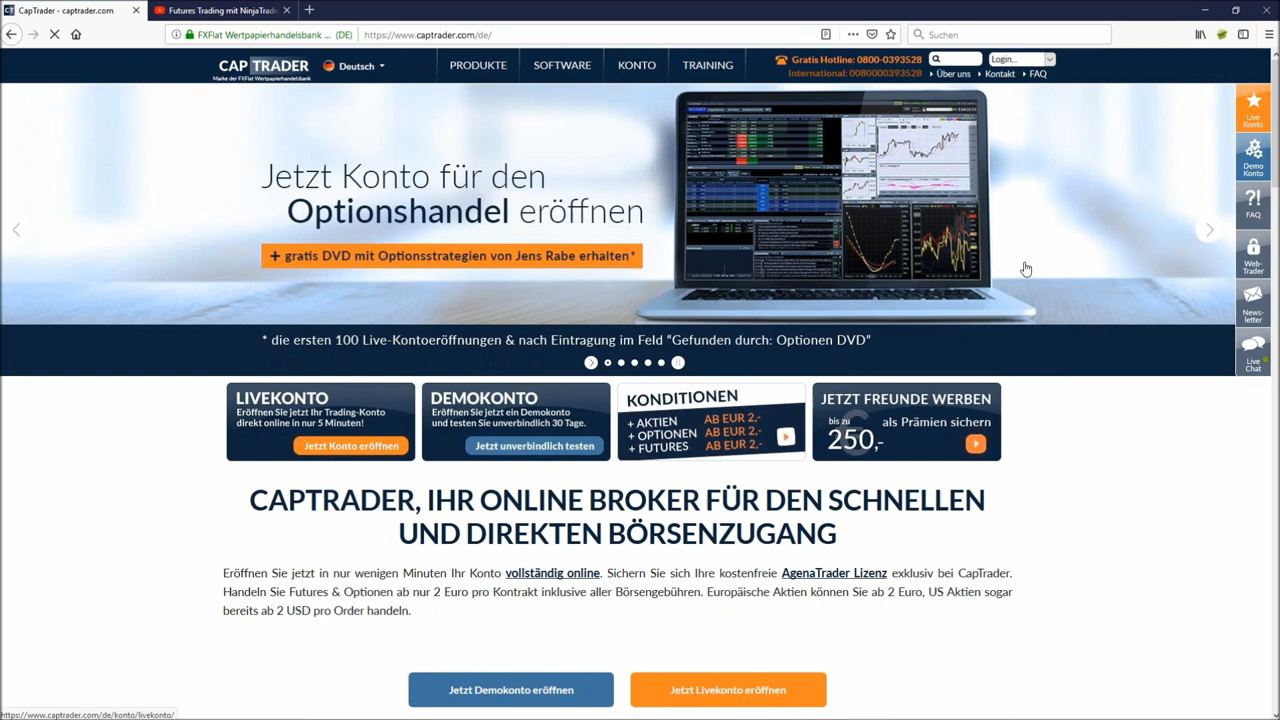 CapTrader - captrader.com
Futures Trading mit NinjaTrade
FXFlat Wertpapierhandelsbank ... (DE)
https://www.captrader.com/de/
Suchen
CAP TRADER
Marke der FXFlat Wertpapierhandelsbank
Deutsch
PRODUKTE
SOFTWARE
KONTO
TRAINING
Gratis Hotline: 0800-0393528
International: 0080000393528
Login...
Über uns
Kontakt
FAQ
Jetzt Konto für den
Optionshandel eröffnen
+ gratis DVD mit Optionsstrategien von Jens Rabe erhalten*
* die ersten 100 Live-Kontoeröffnungen & nach Eintragung im Feld “Gefunden durch: Optionen DVD”
Live
Konto
Demo
Konto
?!
FAQ
Web-
Trader
News-
letter
Live
Chat
LIVEKONTO
Eröffnen Sie jetzt Ihr Trading-Konto
direkt online in nur 5 Minuten!
Jetzt Konto eröffnen
DEMOKONTO
Eröffnen Sie jetzt ein Demokonto
und testen Sie unverbindlich 30 Tage.
Jetzt unverbindlich testen
KONDITIONEN
+ AKTIEN AB EUR 2,-
+ OPTIONEN AB EUR 2,-
+ FUTURES AB EUR 2,-
JETZT FREUNDE WERBEN
bis zu
250,-
als Prämien sichern
CAPTRADER, IHR ONLINE BROKER FÜR DEN SCHNELLEN
UND DIREKTEN BÖRSENZUGANG
Eröffnen Sie jetzt in nur wenigen Minuten Ihr Konto vollständig online. Sichern Sie sich Ihre kostenfreie AgenaTrader Lizenz exklusiv bei CapTrader.
Handeln Sie Futures & Optionen ab nur 2 Euro pro Kontrakt inklusive aller Börsengebühren. Europäische Aktien können Sie ab 2 Euro, US Aktien sogar
bereits ab 2 USD pro Order handeln.
Jetzt Demokonto eröffnen
Jetzt Livekonto eröffnen
https://www.captrader.com/de/konto/livekonto/